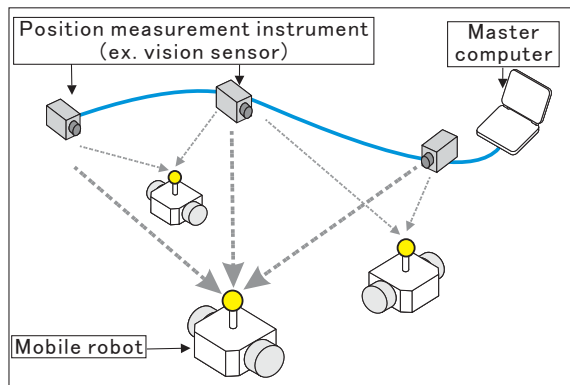 Position measurement instrument
(ex. vision sensor)
Master
computer
Mobile robot